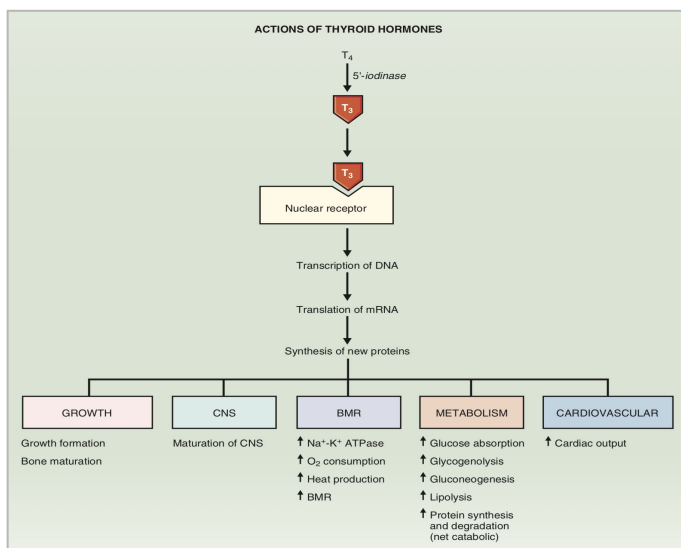 ACTIONS OF THYROID HORMONES
T₄
5'-iodinase
T₃
T₃
Nuclear receptor
Transcription of DNA
Translation of mRNA
Synthesis of new proteins
GROWTH
Growth formation
Bone maturation
CNS
Maturation of CNS
BMR
↑ Na⁺-K⁺ ATPase
↑ O₂ consumption
↑ Heat production
↑ BMR
METABOLISM
↑ Glucose absorption
↑ Glycogenolysis
↑ Gluconeogenesis
↑ Lipolysis
↑ Protein synthesis
and degradation
(net catabolic)
CARDIOVASCULAR
↑ Cardiac output